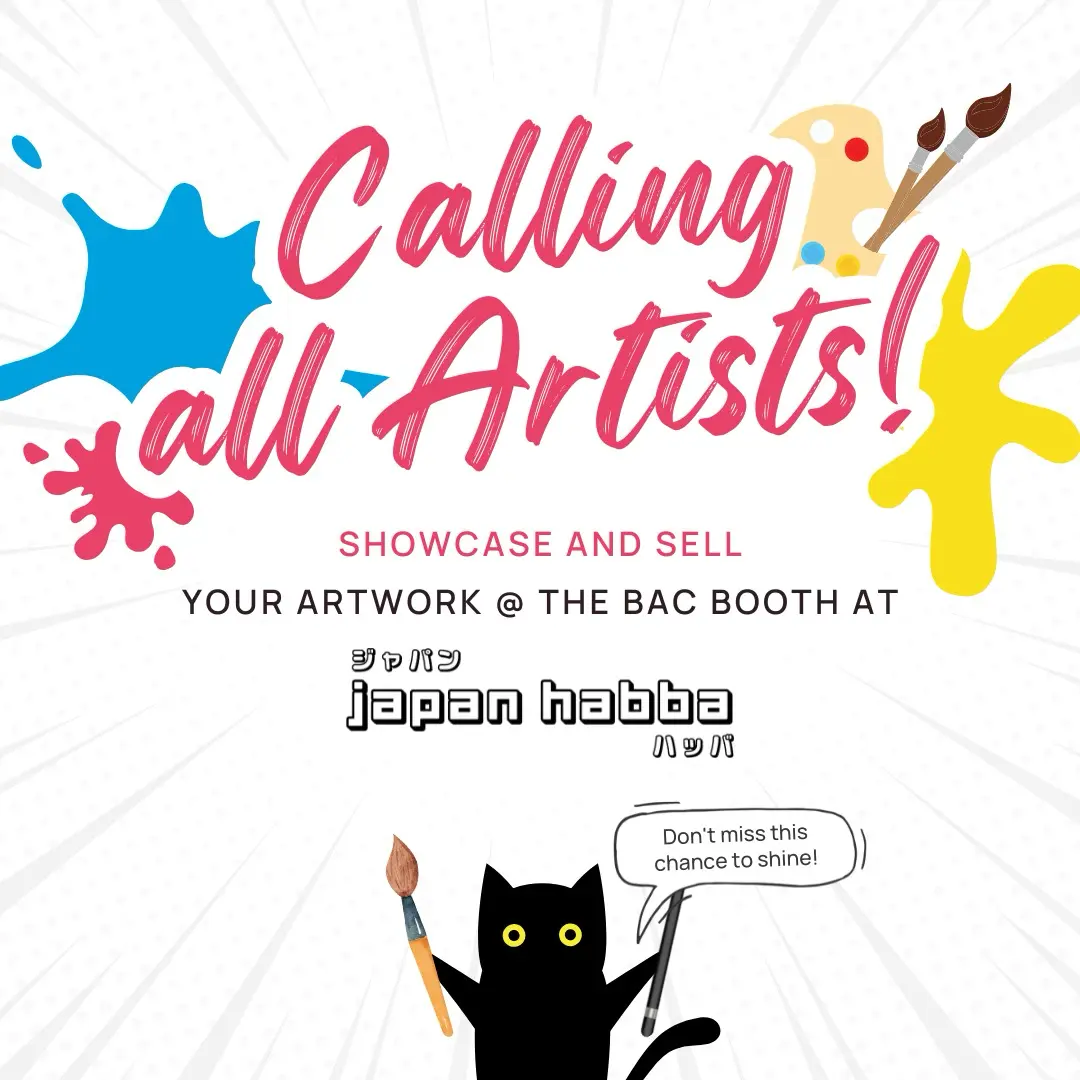 Calling
all Artists!
SHOWCASE AND SELL
YOUR ARTWORK @ THE BAC BOOTH AT
ジャパン
japan habba
ハッバ
Don't miss this
chance to shine!